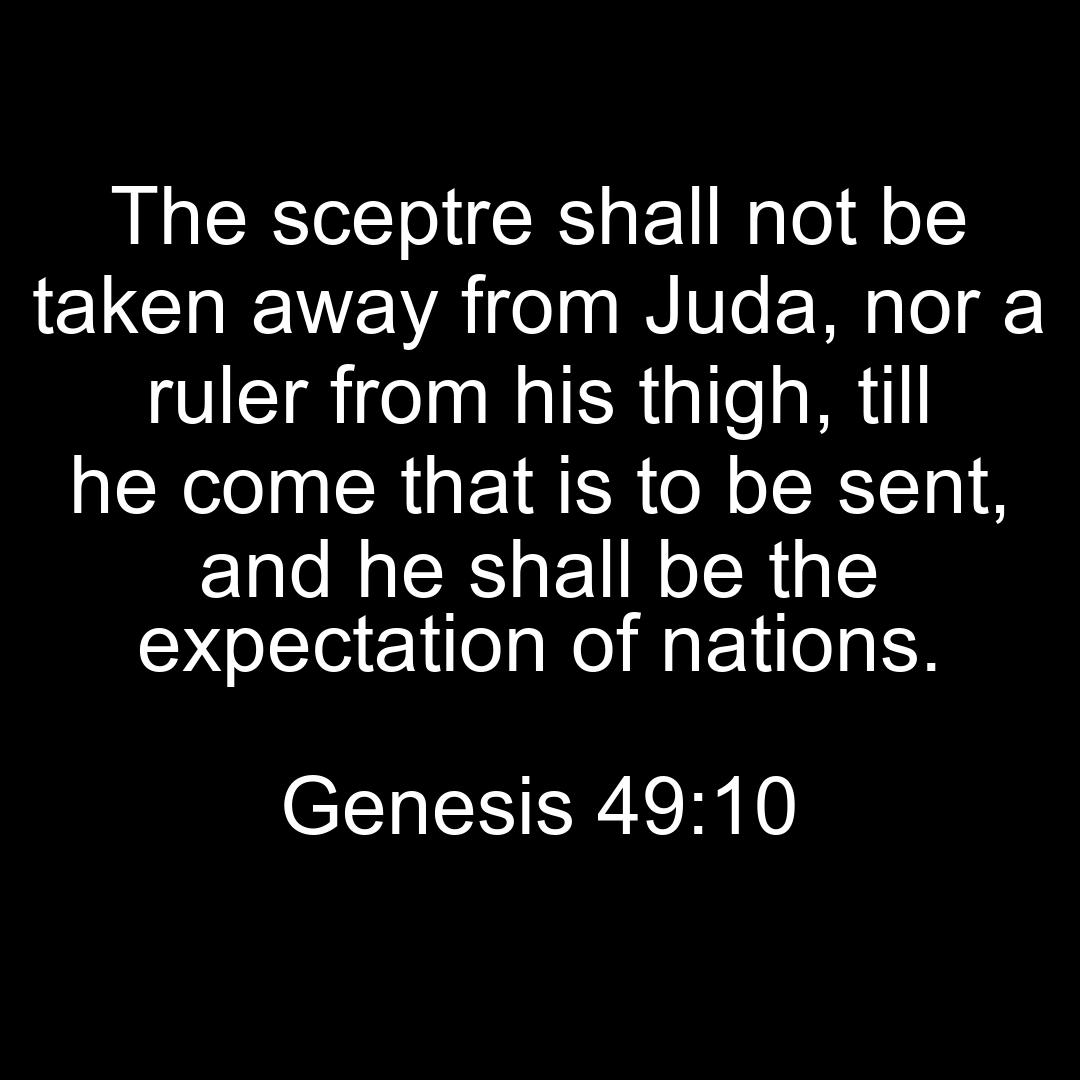 The sceptre shall not be
taken away from Juda, nor a
ruler from his thigh, till
he come that is to be sent,
and he shall be the
expectation of nations.
Genesis 49:10